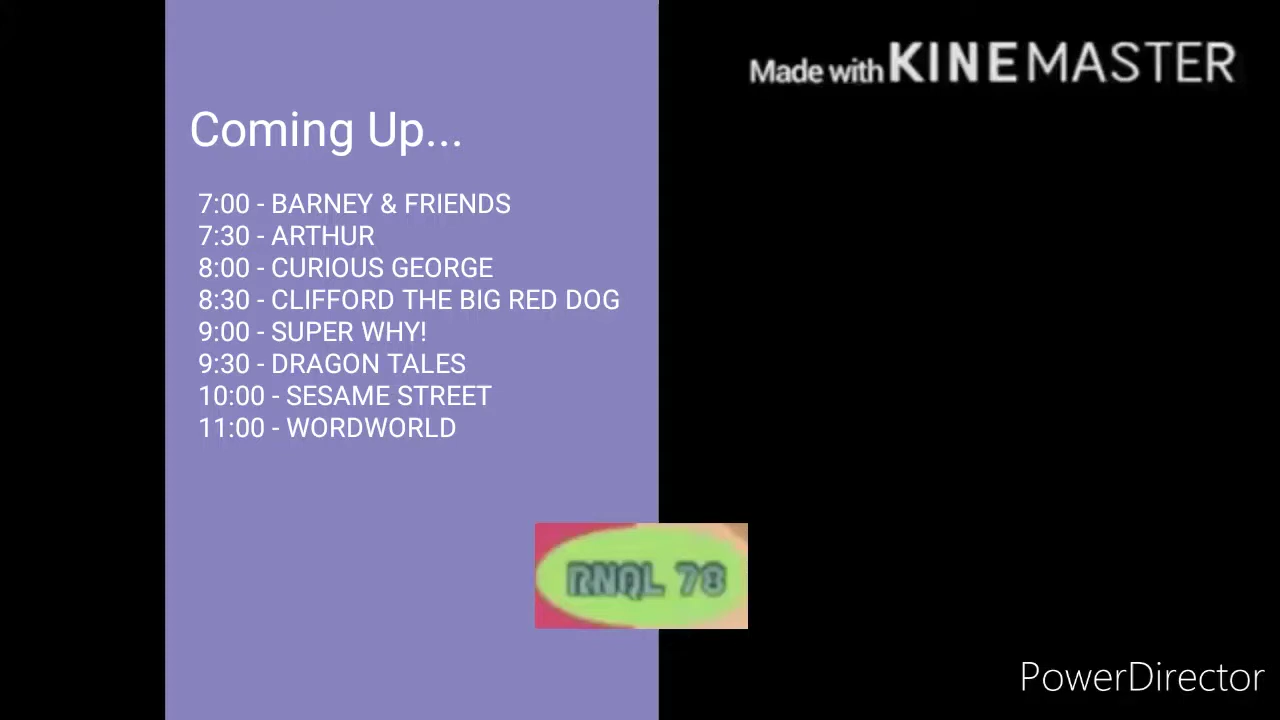 Made with KINEMASTER
Coming Up...
7:00 - BARNEY & FRIENDS
7:30 - ARTHUR
8:00 - CURIOUS GEORGE
8:30 - CLIFFORD THE BIG RED DOG
9:00 - SUPER WHY!
9:30 - DRAGON TALES
10:00 - SESAME STREET
11:00 - WORDWORLD
RNQL 78
PowerDirector